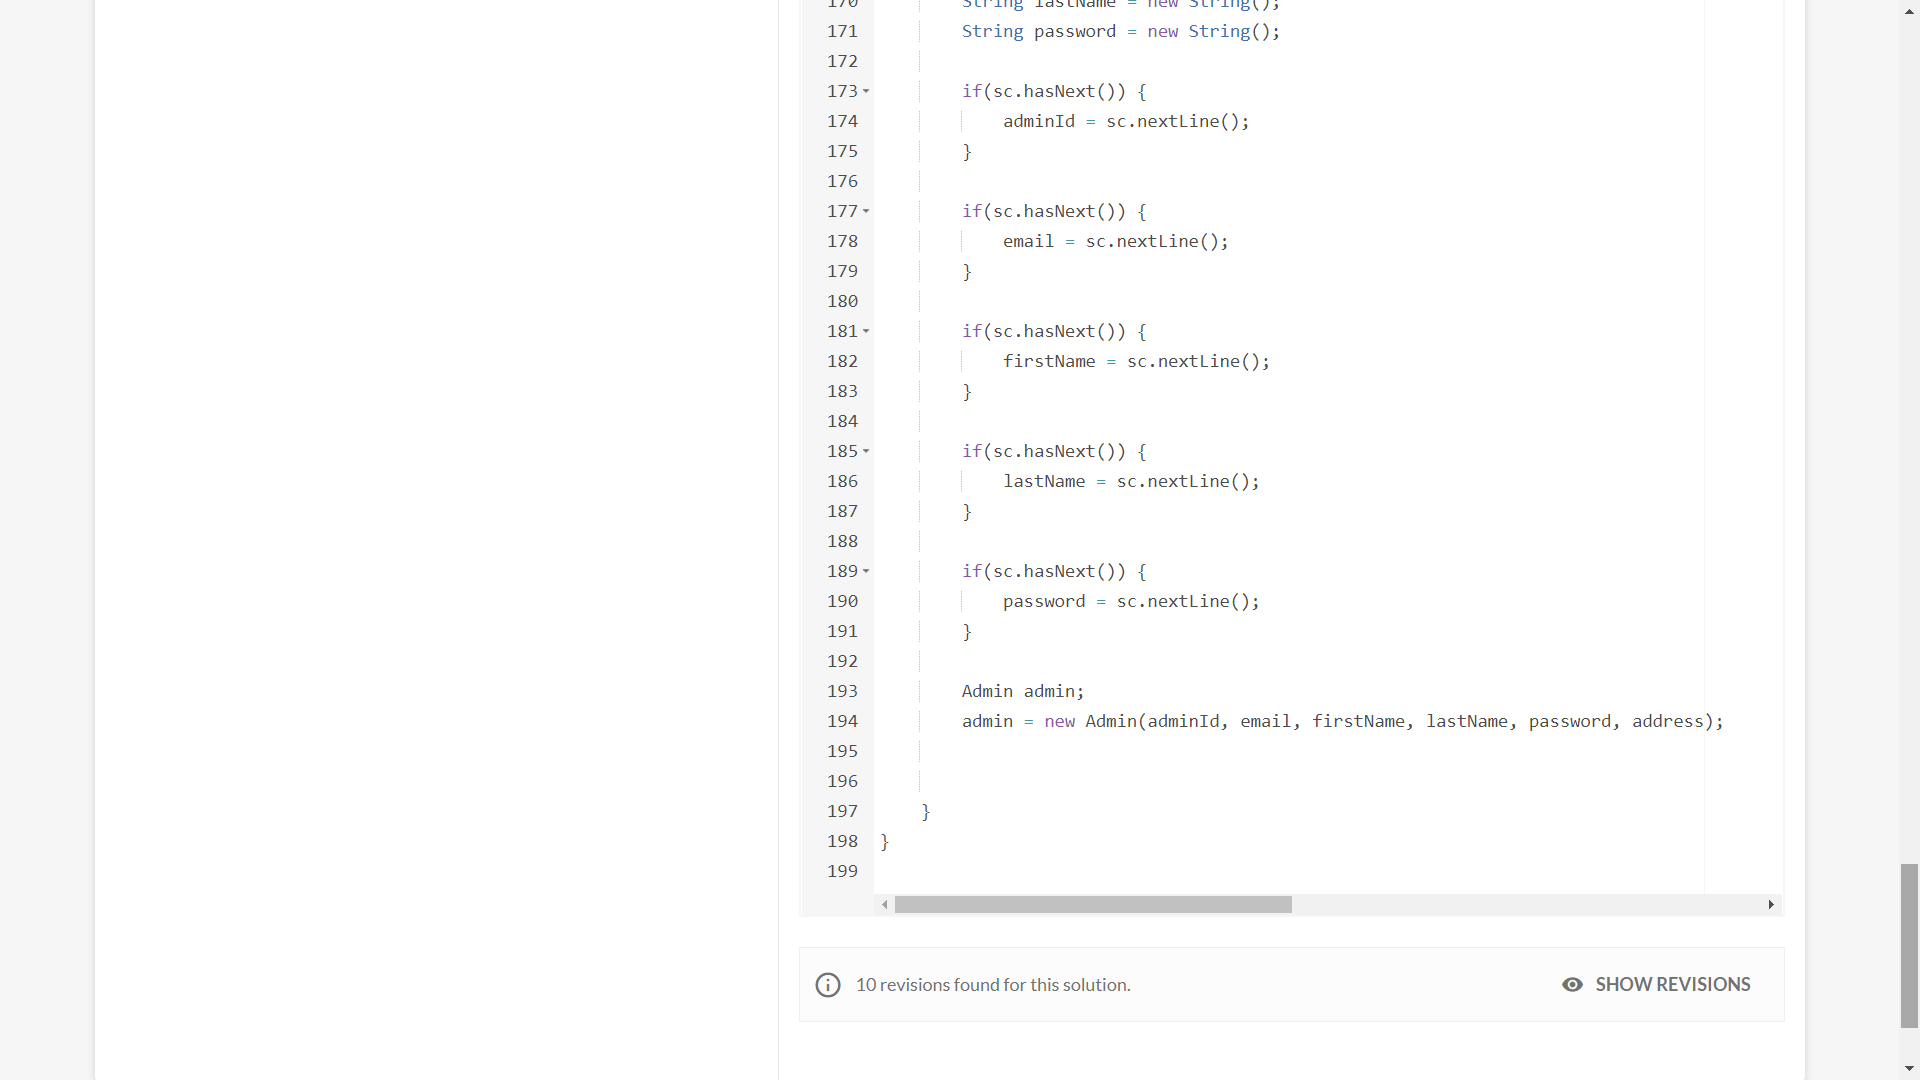 170 String lastName = new String();
171 String password = new String();
172
173 if(sc.hasNext()) {
174 adminId = sc.nextLine();
175 }
176
177 if(sc.hasNext()) {
178 email = sc.nextLine();
179 }
180
181 if(sc.hasNext()) {
182 firstName = sc.nextLine();
183 }
184
185 if(sc.hasNext()) {
186 lastName = sc.nextLine();
187 }
188
189 if(sc.hasNext()) {
190 password = sc.nextLine();
191 }
192
193 Admin admin;
194 admin = new Admin(adminId, email, firstName, lastName, password, address);
195
196
197 }
198 }
199
10 revisions found for this solution.
SHOW REVISIONS